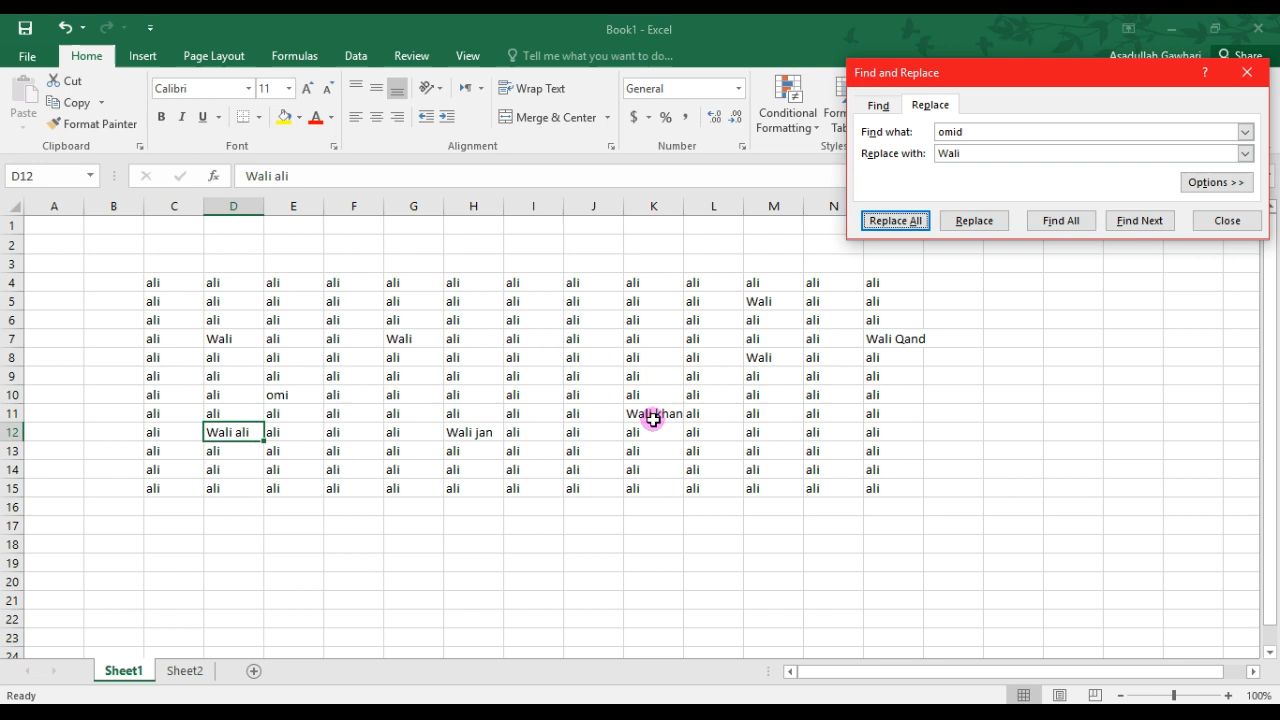 Book1 - Excel
File Home Insert Page Layout Formulas Data Review View Tell me what you want to do... Asadullah Gawhari Share
Paste Cut Calibri 11 Wrap Text General Conditional
Copy B I U Merge & Center $ % , Formatting
Format Painter
Clipboard Font Alignment Number Styles
Find and Replace ?
Find Replace
Find what: omid
Replace with: Wali
Options >>
Replace All Replace Find All Find Next Close
D12 fx Wali ali
A B C D E F G H I J K L M N
1
2
3
4 ali ali ali ali ali ali ali ali ali ali ali ali ali
5 ali ali ali ali ali ali ali ali ali ali Wali ali ali
6 ali ali ali ali ali ali ali ali ali ali ali ali ali
7 ali Wali ali ali Wali ali ali ali ali ali ali ali Wali Qand
8 ali ali ali ali ali ali ali ali ali ali Wali ali ali
9 ali ali ali ali ali ali ali ali ali ali ali ali ali
10 ali ali omi ali ali ali ali ali ali ali ali ali ali
11 ali ali ali ali ali ali ali ali Wali khan ali ali ali ali
12 ali Wali ali ali ali ali Wali jan ali ali ali ali ali ali ali
13 ali ali ali ali ali ali ali ali ali ali ali ali ali
14 ali ali ali ali ali ali ali ali ali ali ali ali ali
15 ali ali ali ali ali ali ali ali ali ali ali ali ali
16
17
18
19
20
21
22
23
24
Sheet1 Sheet2
Ready 100%